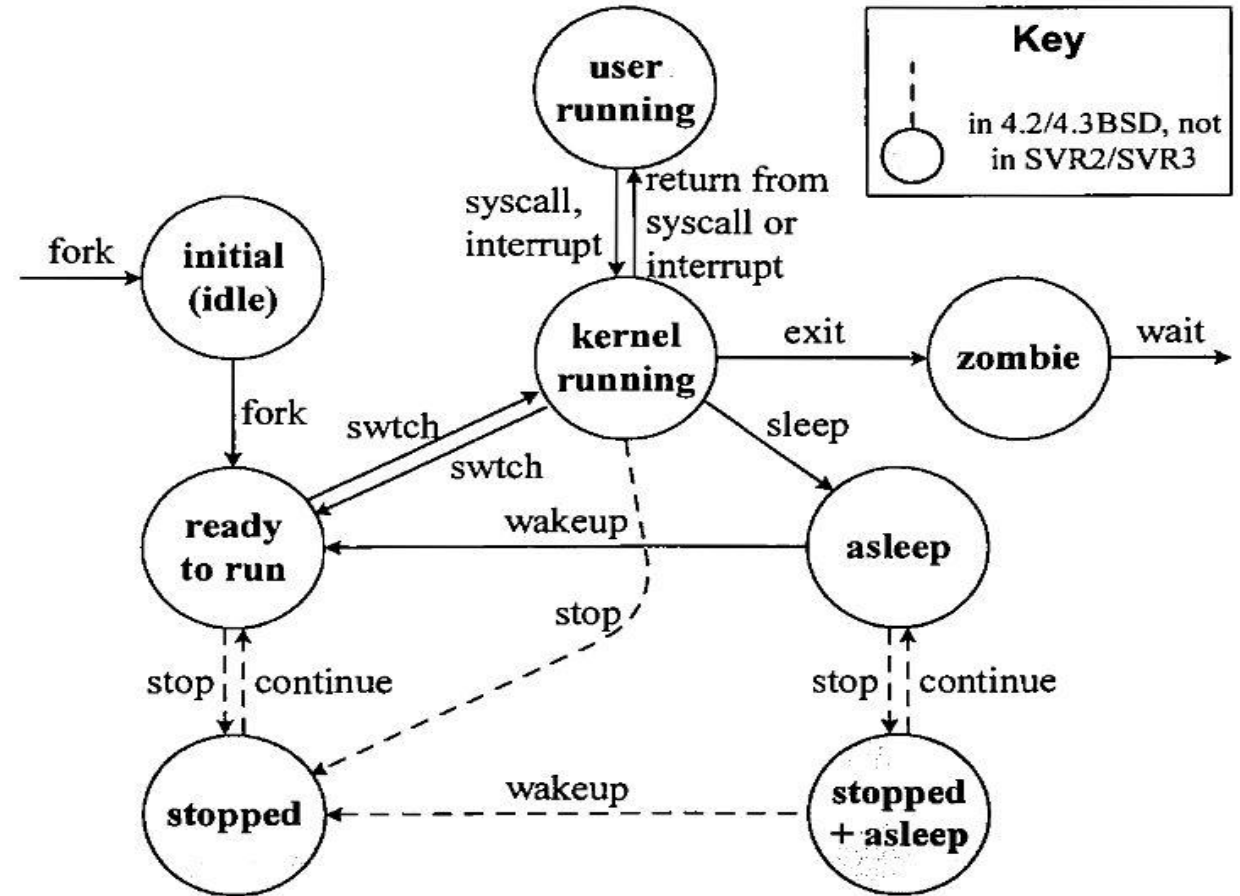 Key
in 4.2/4.3BSD, not
in SVR2/SVR3
user
running
syscall,
interrupt
return from
syscall or
interrupt
fork
initial
(idle)
kernel
running
exit
zombie
wait
fork
swtch
swtch
sleep
ready
to run
wakeup
asleep
stop
stop
continue
stop
continue
stopped
wakeup
stopped
+ asleep